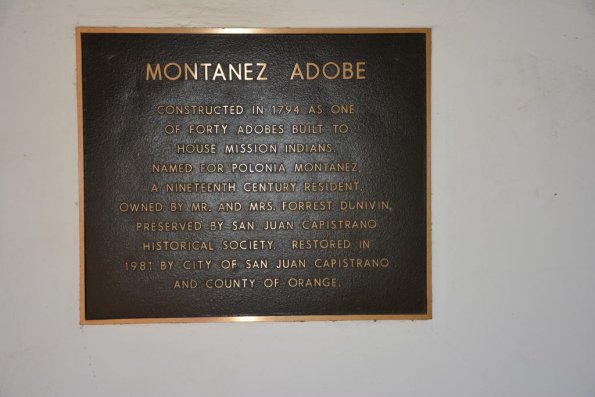 MONTANEZ ADOBE
CONSTRUCTED IN 1794 AS ONE
OF FORTY ADOBES BUILT TO
HOUSE MISSION INDIANS.
NAMED FOR POLONIA MONTANEZ,
A NINETEENTH CENTURY RESIDENT.
OWNED BY MR. AND MRS. FORREST DUNIVIN,
PRESERVED BY SAN JUAN CAPISTRANO
HISTORICAL SOCIETY. RESTORED IN
1981 BY CITY OF SAN JUAN CAPISTRANO
AND COUNTY OF ORANGE.